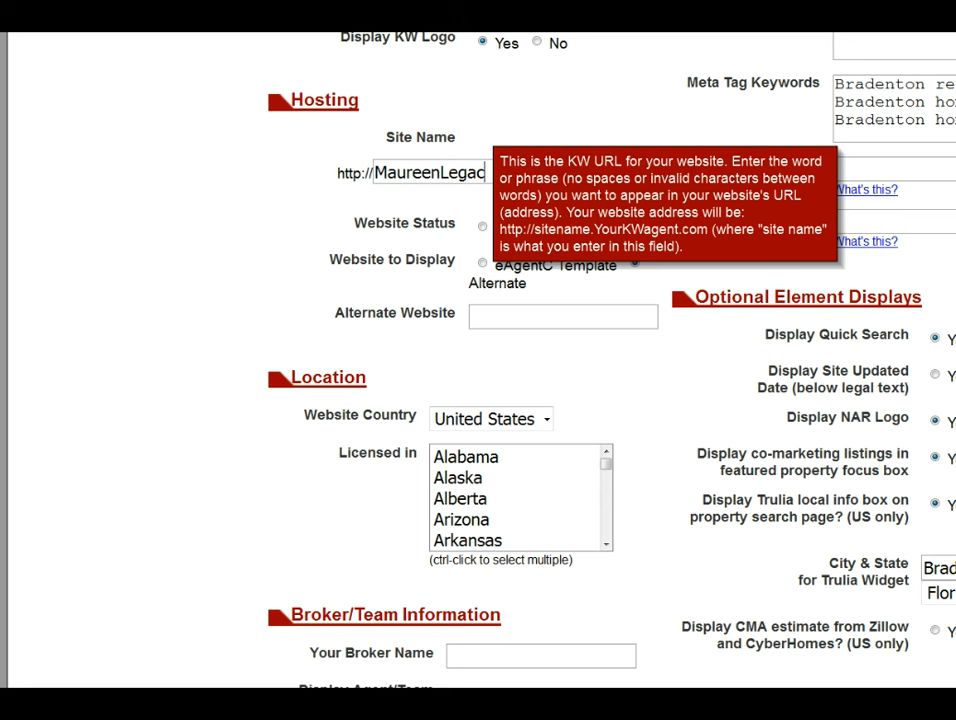 Display KW Logo
Yes No
Hosting
Site Name
http:// MaureenLegac
This is the KW URL for your website. Enter the word
or phrase (no spaces or invalid characters between
words) you want to appear in your website's URL
(address). Your website address will be:
http://sitename.YourKWagent.com (where "site name"
is what you enter in this field).
Website Status
Website to Display
eAgentC Template
Alternate
Alternate Website
Location
Website Country
United States
Licensed in
Alabama
Alaska
Alberta
Arizona
Arkansas
(ctrl-click to select multiple)
Broker/Team Information
Your Broker Name
Display Agent/Team
Meta Tag Keywords
Bradenton re
Bradenton ho
Bradenton ho
What's this?
What's this?
Optional Element Displays
Display Quick Search
Y
Display Site Updated
Date (below legal text)
Y
Display NAR Logo
Y
Display co-marketing listings in
featured property focus box
Y
Display Trulia local info box on
property search page? (US only)
Y
City & State
for Trulia Widget
Brad
Flor
Display CMA estimate from Zillow
and CyberHomes? (US only)
Y